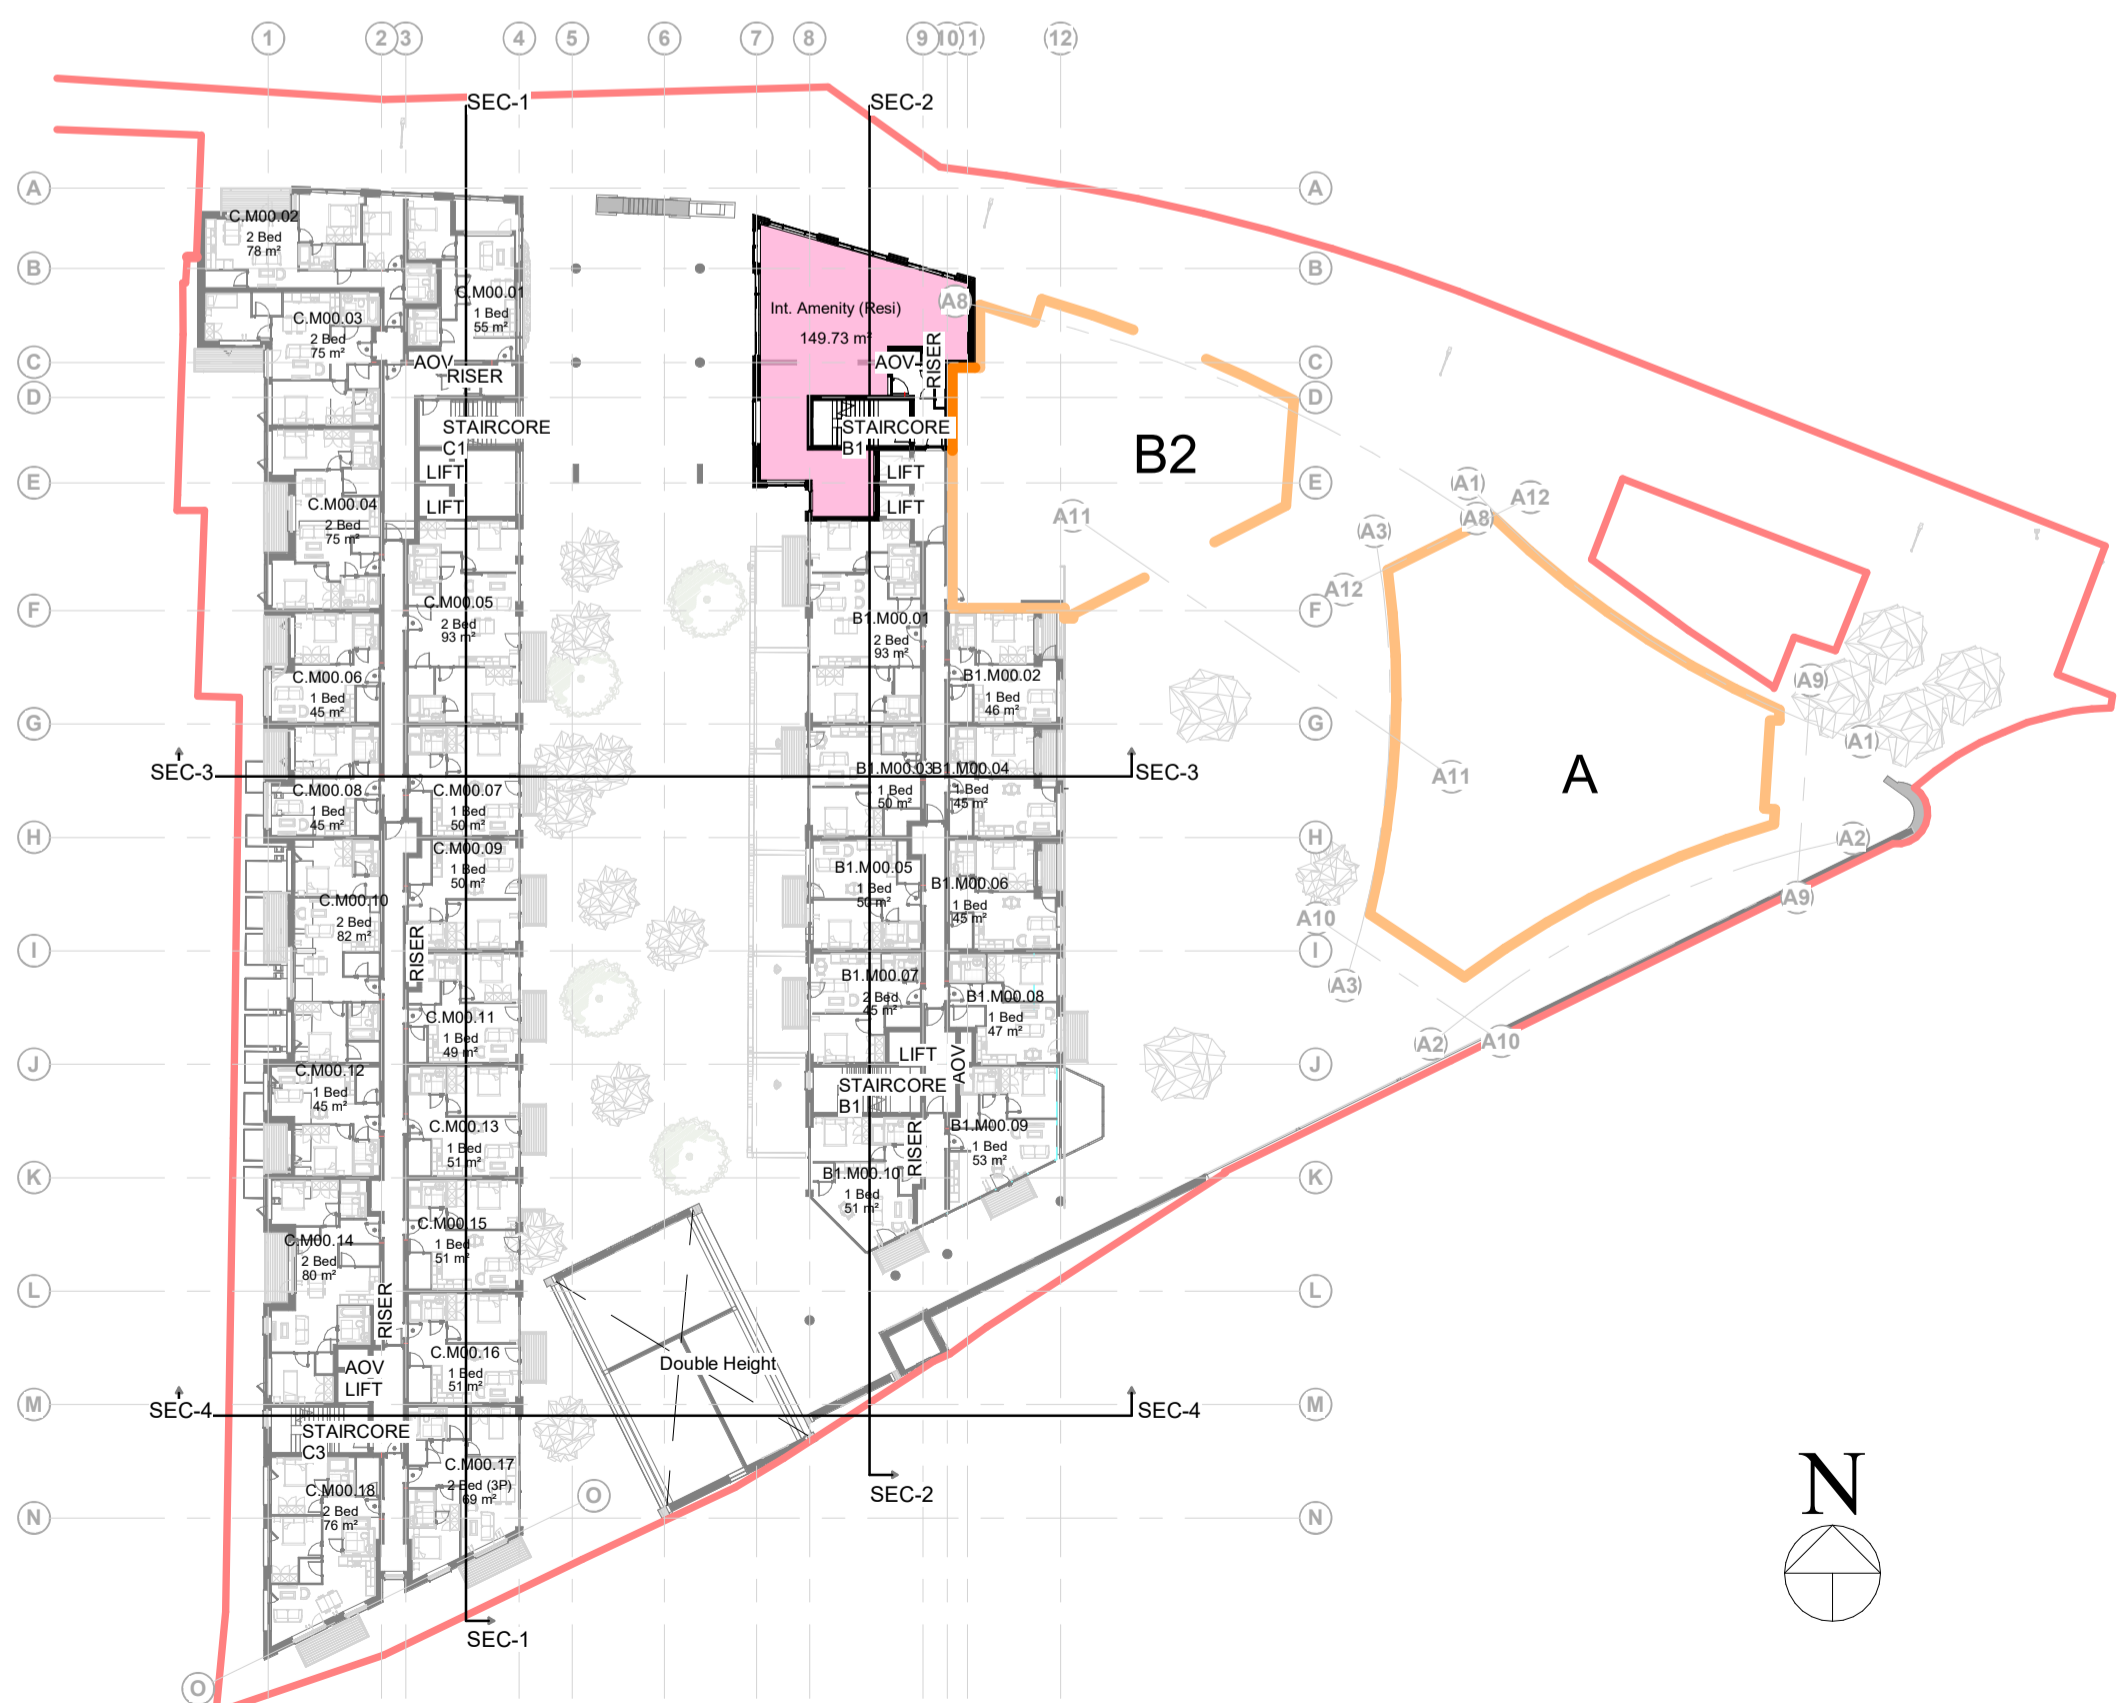 1
2
3
4
5
6
7
8
9
10
11
12
SEC-1
SEC-2
A
A
B
B
C
C
D
D
E
E
F
F
G
G
H
H
I
I
J
J
K
K
L
L
M
M
N
N
O
O
C.M00.02
2 Bed
78 m²
C.M00.01
1 Bed
55 m²
C.M00.03
2 Bed
75 m²
AOV
RISER
STAIRCORE
C1
LIFT
LIFT
C.M00.04
2 Bed
75 m²
C.M00.05
2 Bed
93 m²
C.M00.06
1 Bed
45 m²
C.M00.08
1 Bed
45 m²
C.M00.07
1 Bed
50 m²
C.M00.09
1 Bed
50 m²
C.M00.10
2 Bed
82 m²
RISER
C.M00.11
1 Bed
49 m²
C.M00.12
1 Bed
45 m²
C.M00.13
1 Bed
51 m²
C.M00.14
2 Bed
80 m²
C.M00.15
1 Bed
51 m²
RISER
C.M00.16
1 Bed
51 m²
AOV
LIFT
STAIRCORE
C3
C.M00.17
2 Bed (3P)
69 m²
C.M00.18
2 Bed
76 m²
Int. Amenity (Resi)
149.73 m²
AOV
RISER
STAIRCORE
B1
LIFT
LIFT
B1.M00.01
2 Bed
93 m²
B1.M00.02
1 Bed
46 m²
B1.M00.03
1 Bed
50 m²
B1.M00.04
1 Bed
45 m²
B1.M00.05
1 Bed
50 m²
B1.M00.06
1 Bed
45 m²
B1.M00.07
2 Bed
45 m²
B1.M00.08
1 Bed
47 m²
LIFT
AOV
STAIRCORE
B1
RISER
B1.M00.09
1 Bed
53 m²
B1.M00.10
1 Bed
51 m²
Double Height
SEC-3
SEC-3
SEC-4
SEC-4
SEC-2
SEC-1
B2
A
A8
A11
A1
A12
A8
A3
A12
A9
A1
A11
A2
A9
A10
A3
A2
A10
N